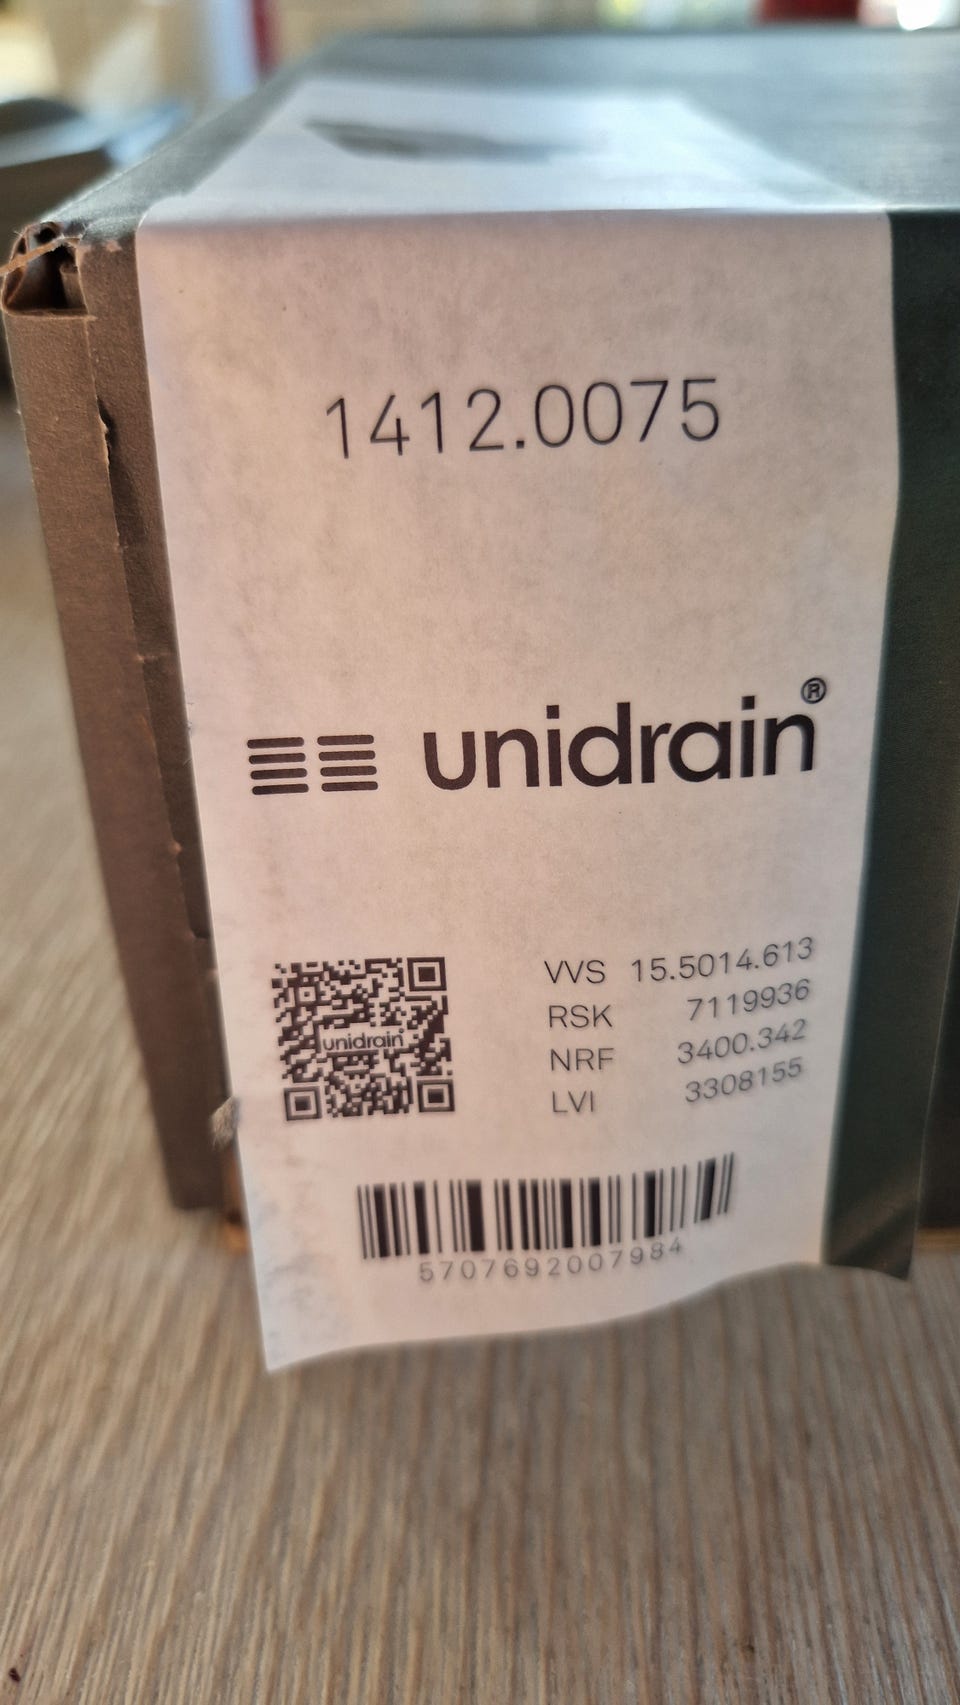 1412.0075
unidrain®
unidrain
VVS 15.5014.613
RSK 7119936
NRF 3400.342
LVI 3308155
5707692007984